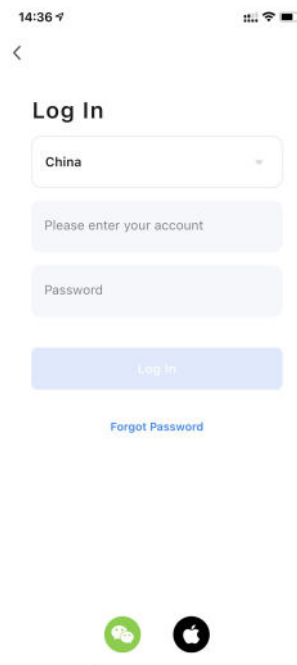 14:36
Log In
China
Please enter your account
Password
Log In
Forgot Password